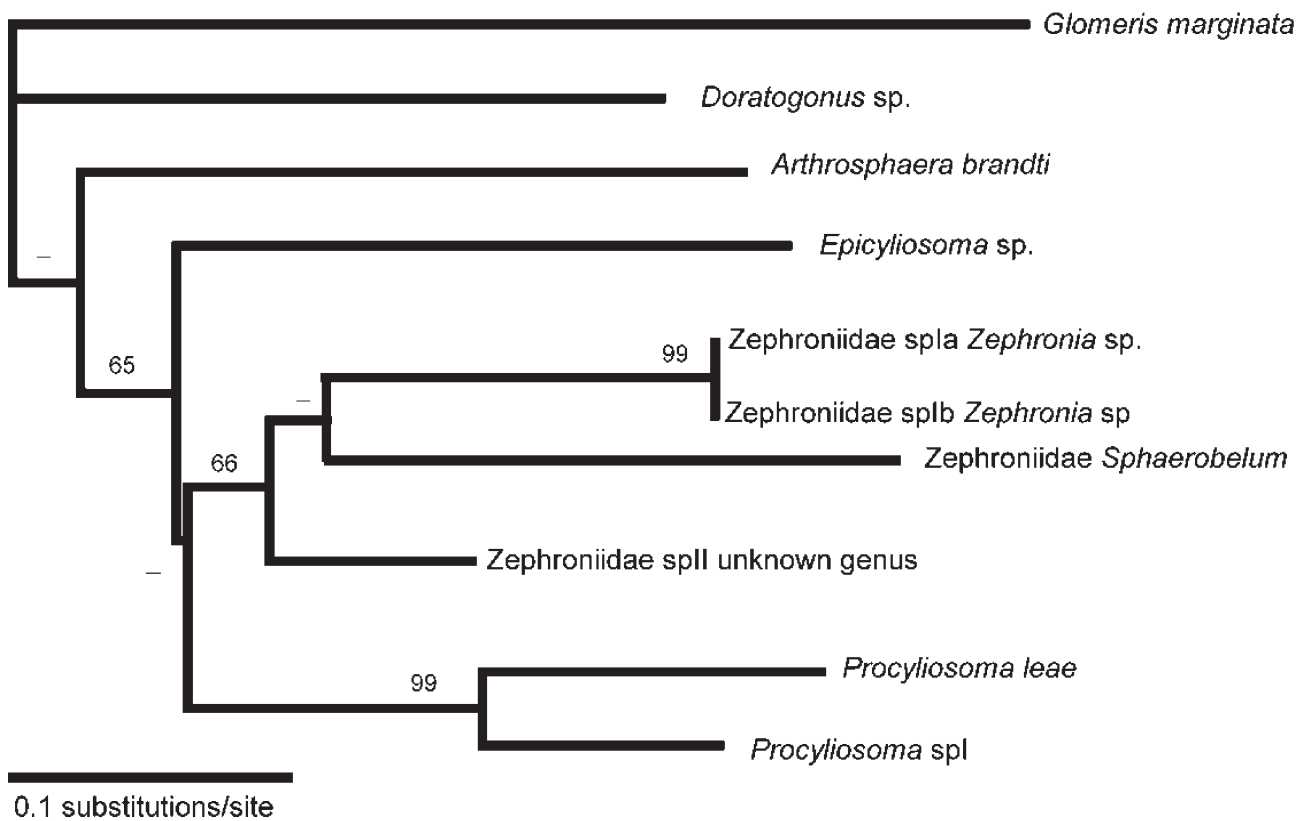 Glomeris marginata
Doratogonus sp.
Arthrosphaera brandti
–
Epicyliosoma sp.
65
99
Zephroniidae spIa Zephronia sp.
–
Zephroniidae spIb Zephronia sp
66
Zephroniidae Sphaerobelum
Zephroniidae spII unknown genus
–
99
Procyliosoma leae
Procyliosoma spI
0.1 substitutions/site